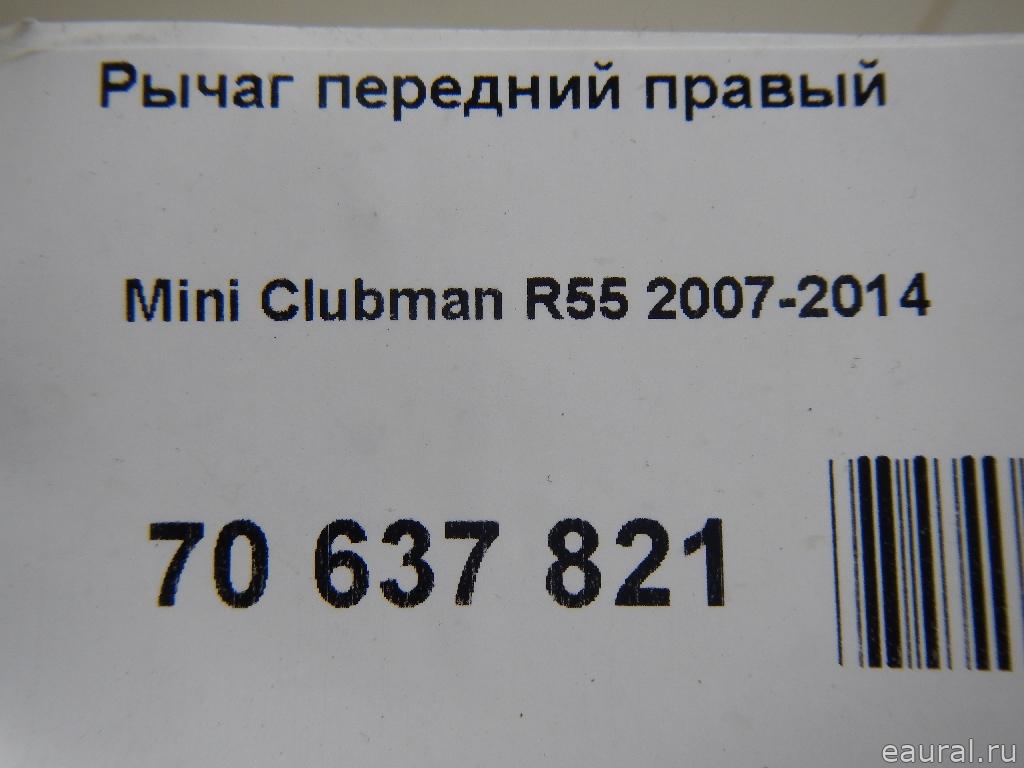 Рычаг передний правый
Mini Clubman R55 2007-2014
70 637 821
eaural.ru